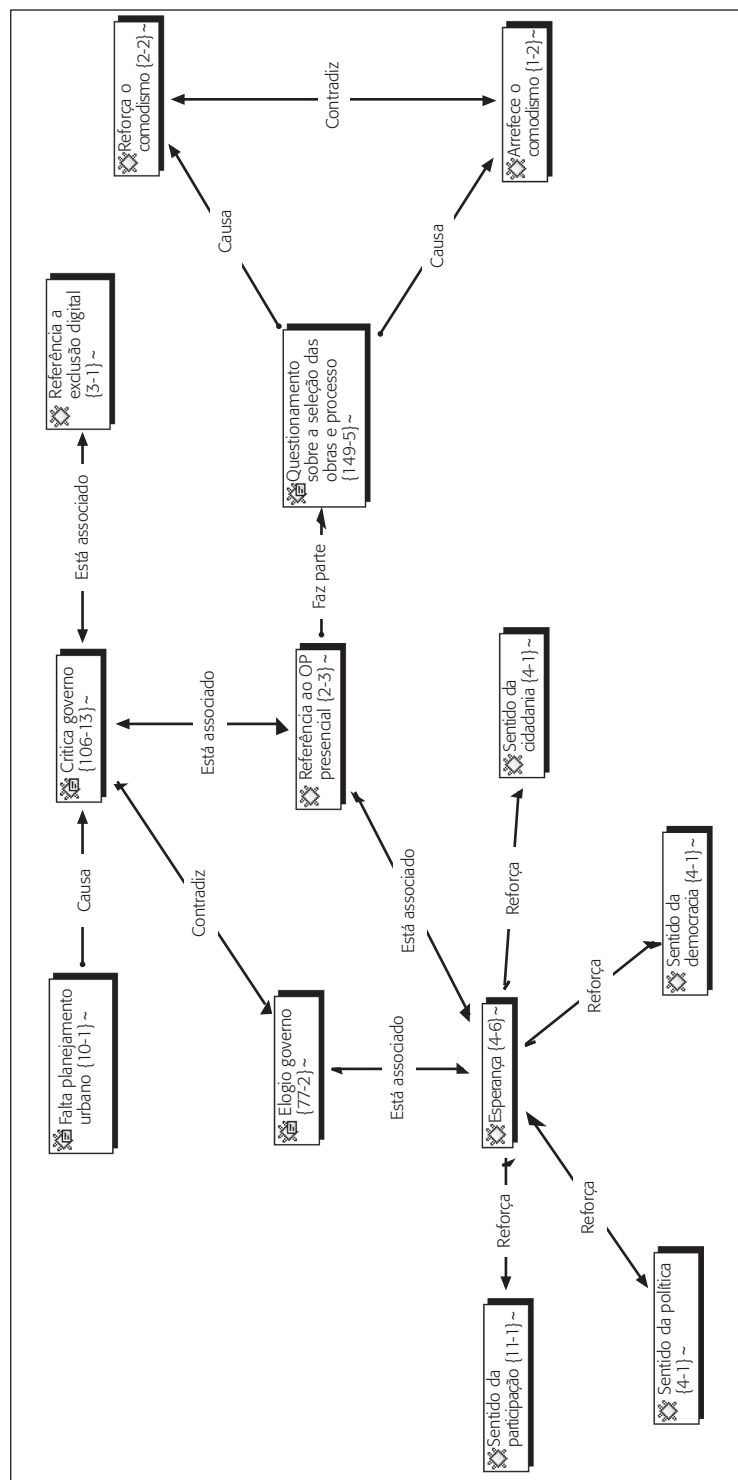 Falta planejamento
urbano {10-1}~
Causa
Critica governo
{106-13}~
Está associado
Referência a
exclusão digital
{3-1}~
Reforça o
comodismo {2-2}~
Contradiz
Está associado
Causa
Contradiz
Elogio governo
{77-2}~
Referência ao OP
presencial {2-3}~
Faz parte
Questionamento
sobre a seleção das
obras e processo
{149-5}~
Causa
Arrefece o
comodismo {1-2}~
Está associado
Está associado
Reforça
Sentido da
cidadania {4-1}~
Sentido da
participação {11-1}~
Reforça
Esperança {4-6}~
Reforça
Reforça
Sentido da política
{4-1}~
Sentido da
democracia {4-1}~